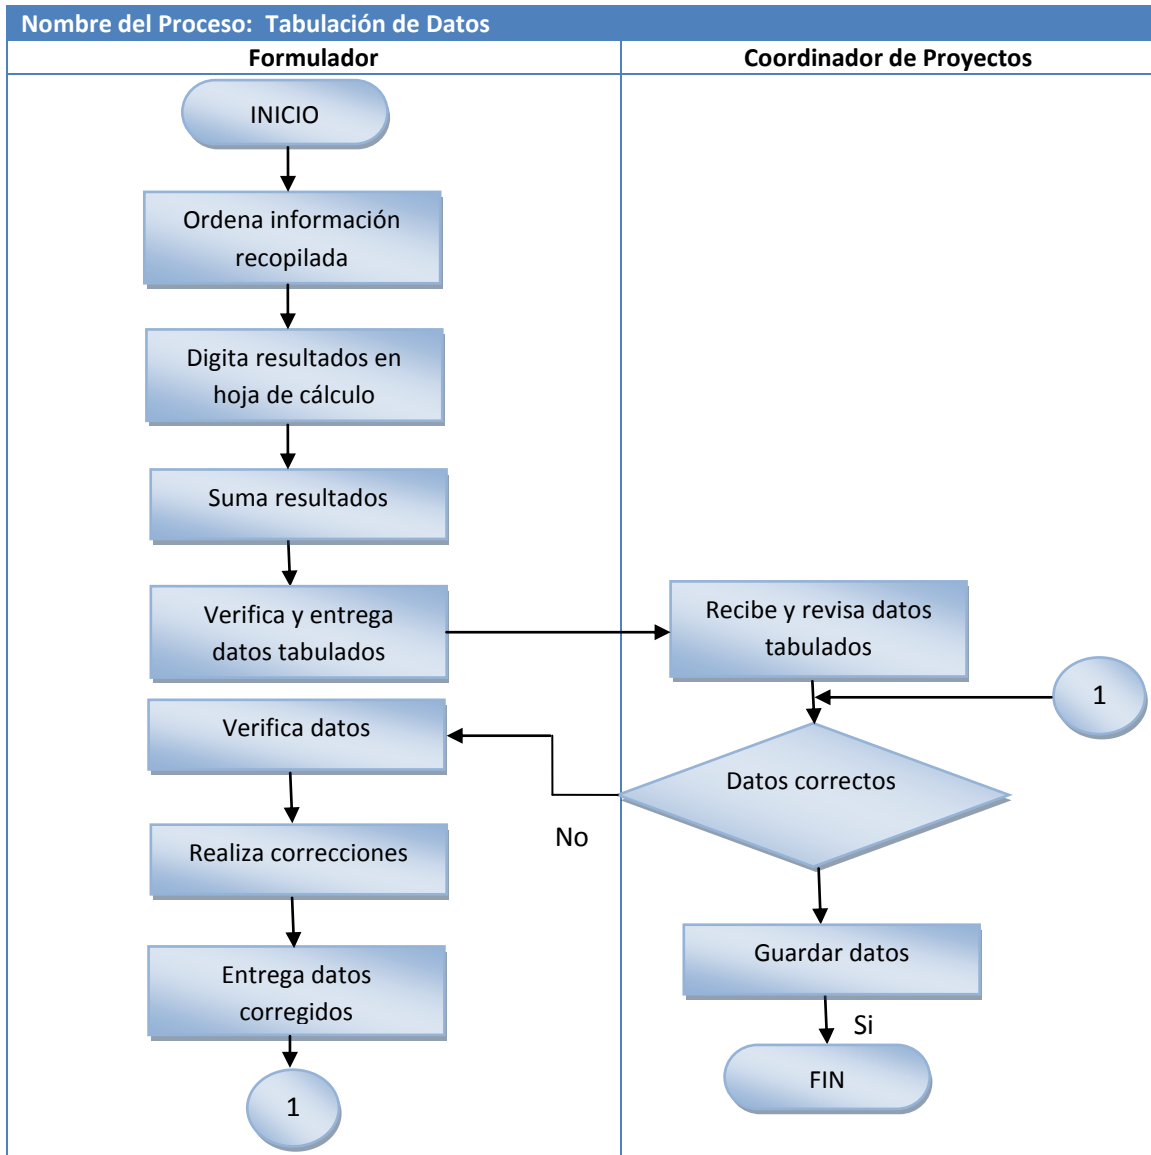 Nombre del Proceso: Tabulación de Datos
Formulador
Coordinador de Proyectos
INICIO
Ordena información
recopilada
Digita resultados en
hoja de cálculo
Suma resultados
Verifica y entrega
datos tabulados
Recibe y revisa datos
tabulados
1
Verifica datos
Datos correctos
No
Realiza correcciones
Guardar datos
Entrega datos
corregidos
Si
FIN
1